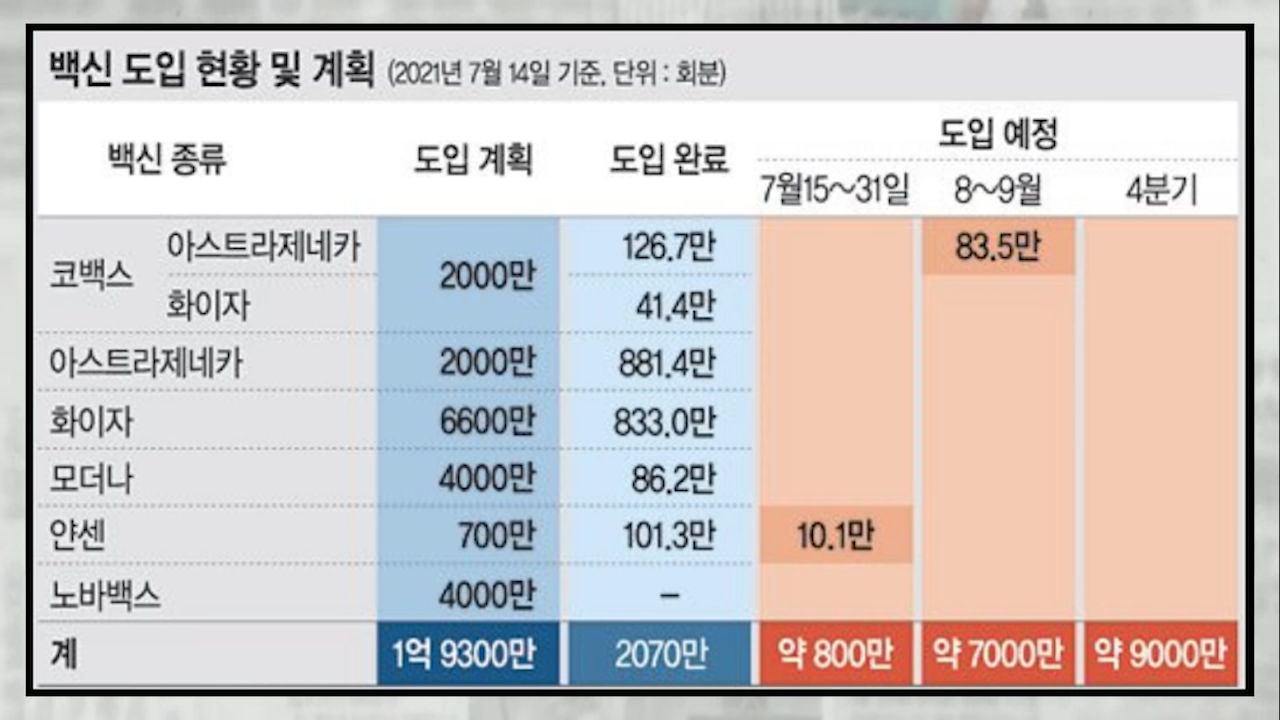 백신 도입 현황 및 계획 (2021년 7월 14일 기준, 단위 : 회분)
백신 종류 도입 계획 도입 완료 도입 예정
7월15~31일 8~9월 4분기
코백스 아스트라제네카 2000만 126.7만 83.5만
화이자 41.4만
아스트라제네카 2000만 881.4만
화이자 6600만 833.0만
모더나 4000만 86.2만
얀센 700만 101.3만 10.1만
노바백스 4000만 –
계 1억 9300만 2070만 약 800만 약 7000만 약 9000만